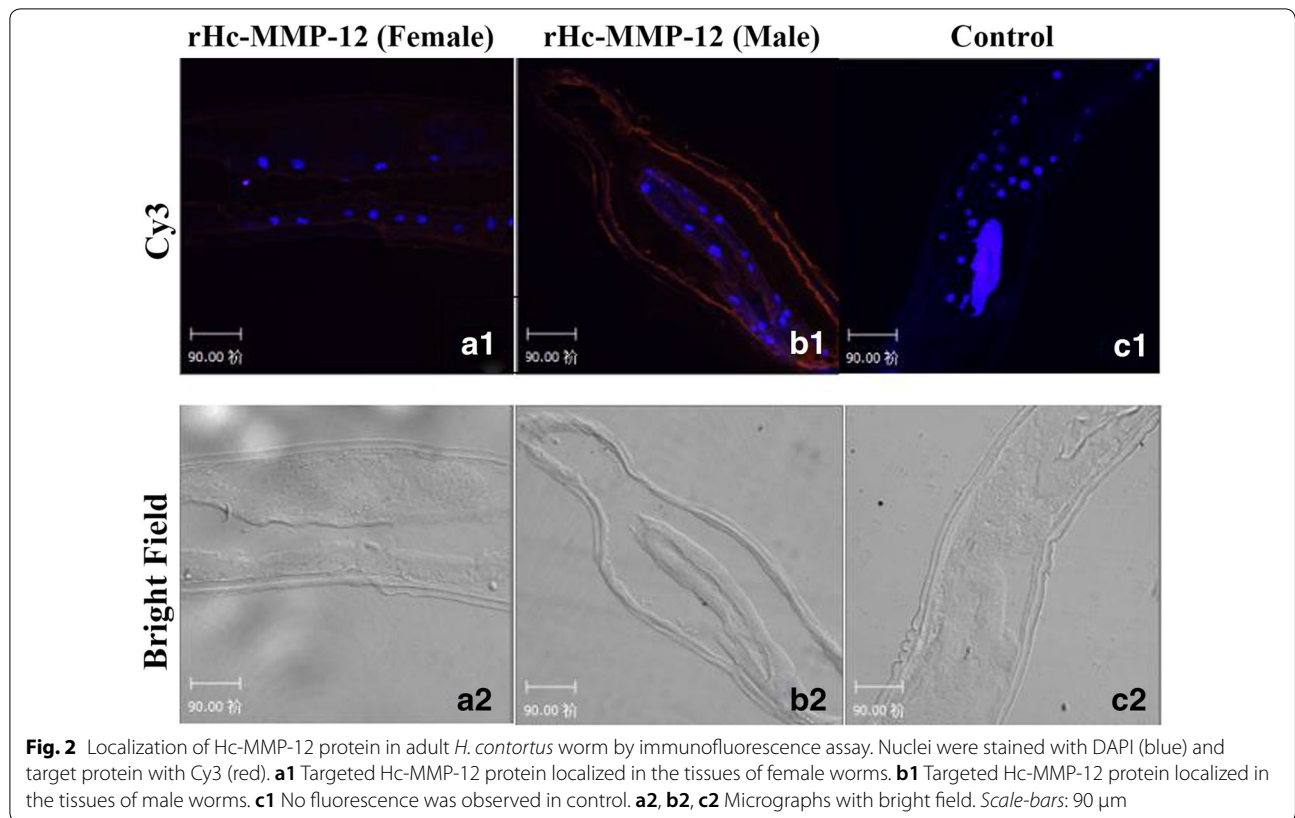 rHc-MMP-12 (Female) rHc-MMP-12 (Male) Control
Cy3
90.00 祄 a1
90.00 祄 b1
90.00 祄 c1
Bright Field
90.00 祄 a2
90.00 祄 b2
90.00 祄 c2
Fig. 2 Localization of Hc-MMP-12 protein in adult H. contortus worm by immunofluorescence assay. Nuclei were stained with DAPI (blue) and
target protein with Cy3 (red). a1 Targeted Hc-MMP-12 protein localized in the tissues of female worms. b1 Targeted Hc-MMP-12 protein localized in
the tissues of male worms. c1 No fluorescence was observed in control. a2, b2, c2 Micrographs with bright field. Scale-bars: 90 μm